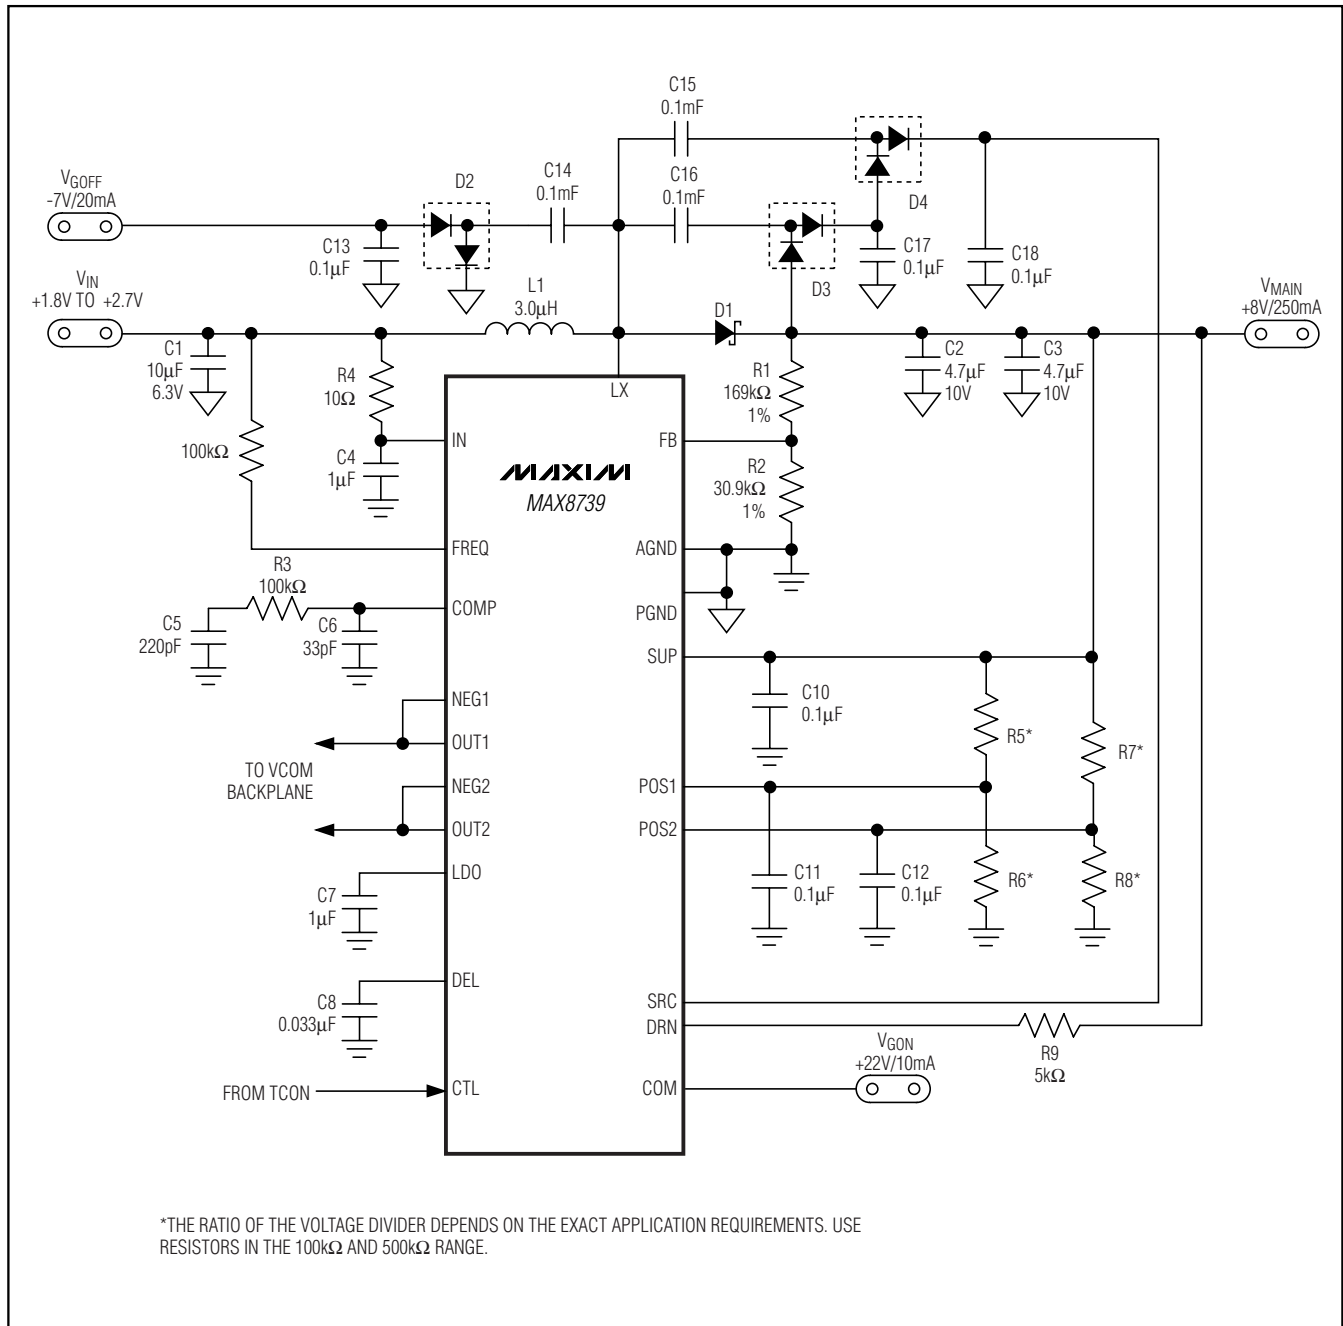 C15
0.1mF
VGOFF
-7V/20mA
D2
C14
0.1mF
C16
0.1mF
D4
C13
0.1µF
C17
0.1µF
C18
0.1µF
D3
VIN
+1.8V TO +2.7V
L1
3.0µH
D1
VMAIN
+8V/250mA
C1
10µF
6.3V
R4
10Ω
LX
R1
169kΩ
1%
C2
4.7µF
10V
C3
4.7µF
10V
100kΩ
IN
FB
C4
1µF
MAXIM
MAX8739
R2
30.9kΩ
1%
FREQ
AGND
R3
100kΩ
COMP
PGND
C5
220pF
C6
33pF
SUP
C10
0.1µF
NEG1
R5*
R7*
OUT1
TO VCOM
BACKPLANE
NEG2
POS1
OUT2
POS2
LDO
C7
1µF
C11
0.1µF
C12
0.1µF
R6*
R8*
DEL
C8
0.033µF
SRC
DRN
R9
5kΩ
VGON
+22V/10mA
FROM TCON
CTL
COM
*THE RATIO OF THE VOLTAGE DIVIDER DEPENDS ON THE EXACT APPLICATION REQUIREMENTS. USE
RESISTORS IN THE 100kΩ AND 500kΩ RANGE.